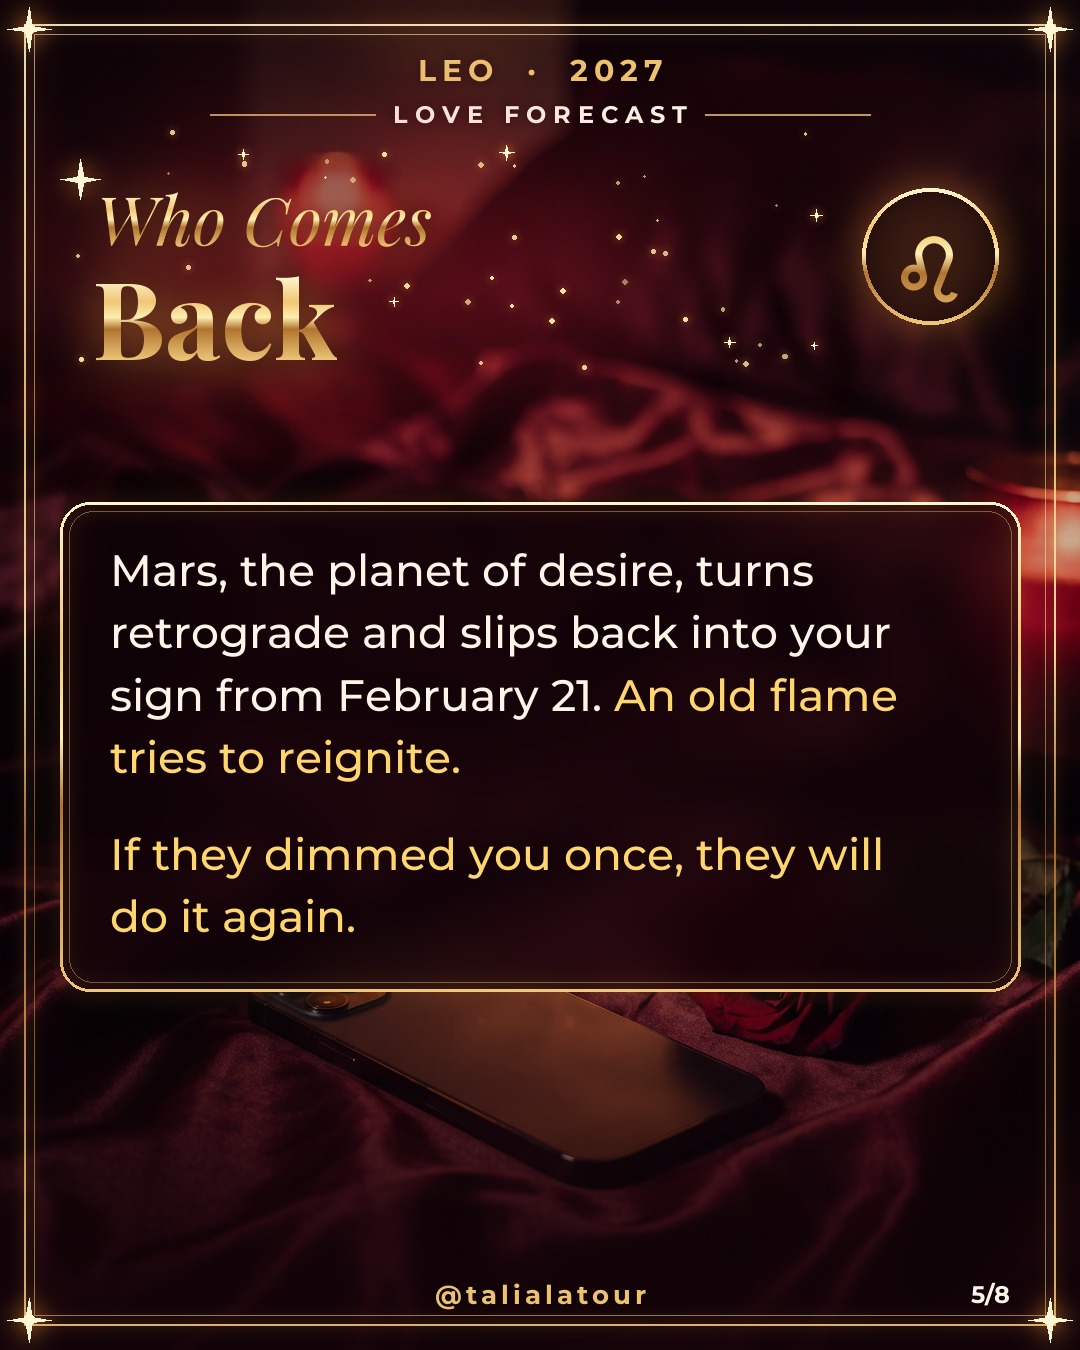 LEO · 2027
LOVE FORECAST
Who Comes
Back
♌
Mars, the planet of desire, turns
retrograde and slips back into your
sign from February 21. An old flame
tries to reignite.
If they dimmed you once, they will
do it again.
@talialatour
5/8